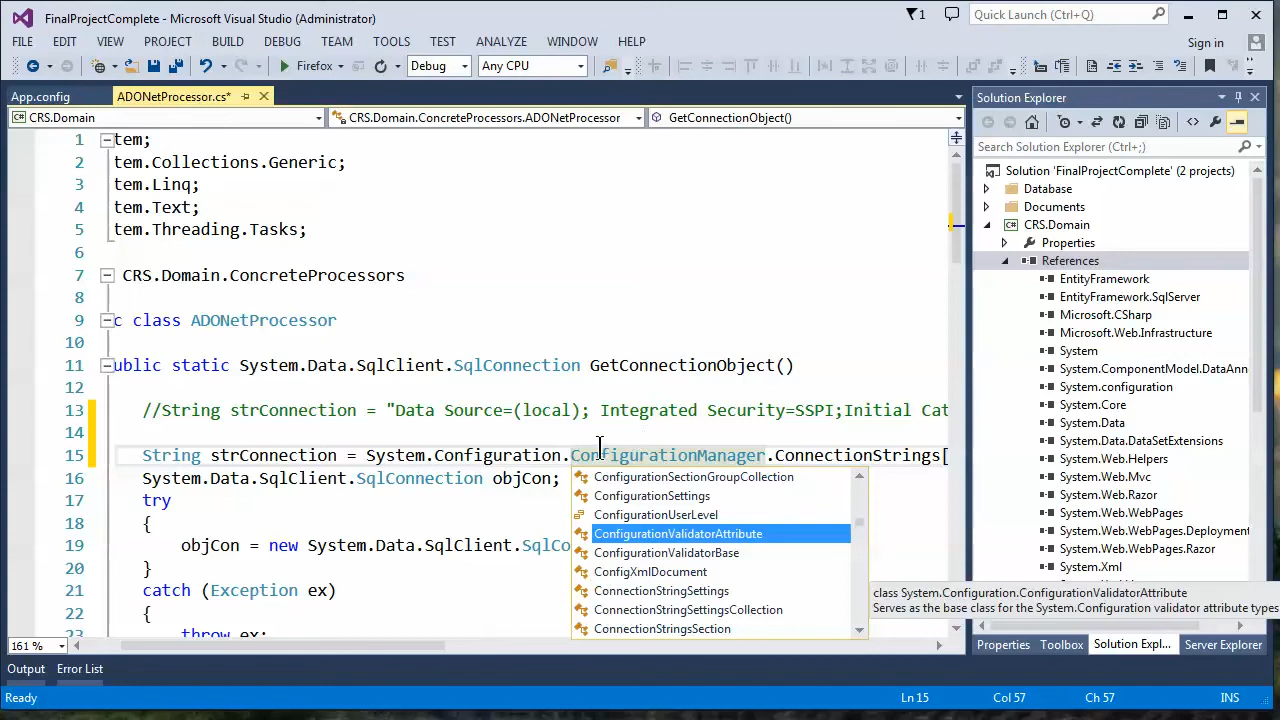 FinalProjectComplete - Microsoft Visual Studio (Administrator)
1
Quick Launch (Ctrl+Q)
FILE EDIT VIEW PROJECT BUILD DEBUG TEAM TOOLS TEST ANALYZE WINDOW HELP
Sign in
Firefox
Debug
Any CPU
App.config
ADONetProcessor.cs*
CRS.Domain
CRS.Domain.ConcreteProcessors.ADONetProcessor
GetConnectionObject()
1 tem;
2 tem.Collections.Generic;
3 tem.Linq;
4 tem.Text;
5 tem.Threading.Tasks;
6
7 CRS.Domain.ConcreteProcessors
8
9 c class ADONetProcessor
10
11 ublic static System.Data.SqlClient.SqlConnection GetConnectionObject()
12
13 //String strConnection = "Data Source=(local); Integrated Security=SSPI;Initial Cat
14
15 String strConnection = System.Configuration.ConfigurationManager.ConnectionStrings[
16 System.Data.SqlClient.SqlConnection objCon;
17 try
18 {
19 objCon = new System.Data.SqlClient.SqlCo
20 }
21 catch (Exception ex)
22 {
23 throw ex;
ConfigurationSectionGroupCollection
ConfigurationSettings
ConfigurationUserLevel
ConfigurationValidatorAttribute
ConfigurationValidatorBase
ConfigXmlDocument
ConnectionStringSettings
ConnectionStringSettingsCollection
ConnectionStringsSection
class System.Configuration.ConfigurationValidatorAttribute
Serves as the base class for the System.Configuration validator attribute types
161 %
Solution Explorer
Search Solution Explorer (Ctrl+;)
Solution 'FinalProjectComplete' (2 projects)
Database
Documents
CRS.Domain
Properties
References
EntityFramework
EntityFramework.SqlServer
Microsoft.CSharp
Microsoft.Web.Infrastructure
System
System.ComponentModel.DataAnn
System.configuration
System.Core
System.Data
System.Data.DataSetExtensions
System.Web.Helpers
System.Web.Mvc
System.Web.Razor
System.Web.WebPages
System.Web.WebPages.Deployment
System.Web.WebPages.Razor
System.Xml
Properties Toolbox Solution Expl... Server Explorer
Output Error List
Ready
Ln 15 Col 57 Ch 57 INS